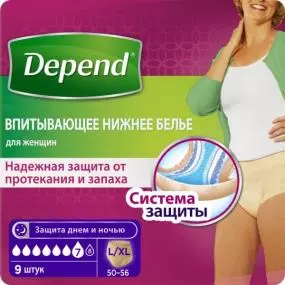 Depend®
ВПИТЫВАЮЩЕЕ НИЖНЕЕ БЕЛЬЕ
для женщин
Надежная защита от
протекания и запаха
Система
защиты
Защита днем и ночью
7 8
9 штук
L/XL
50-56